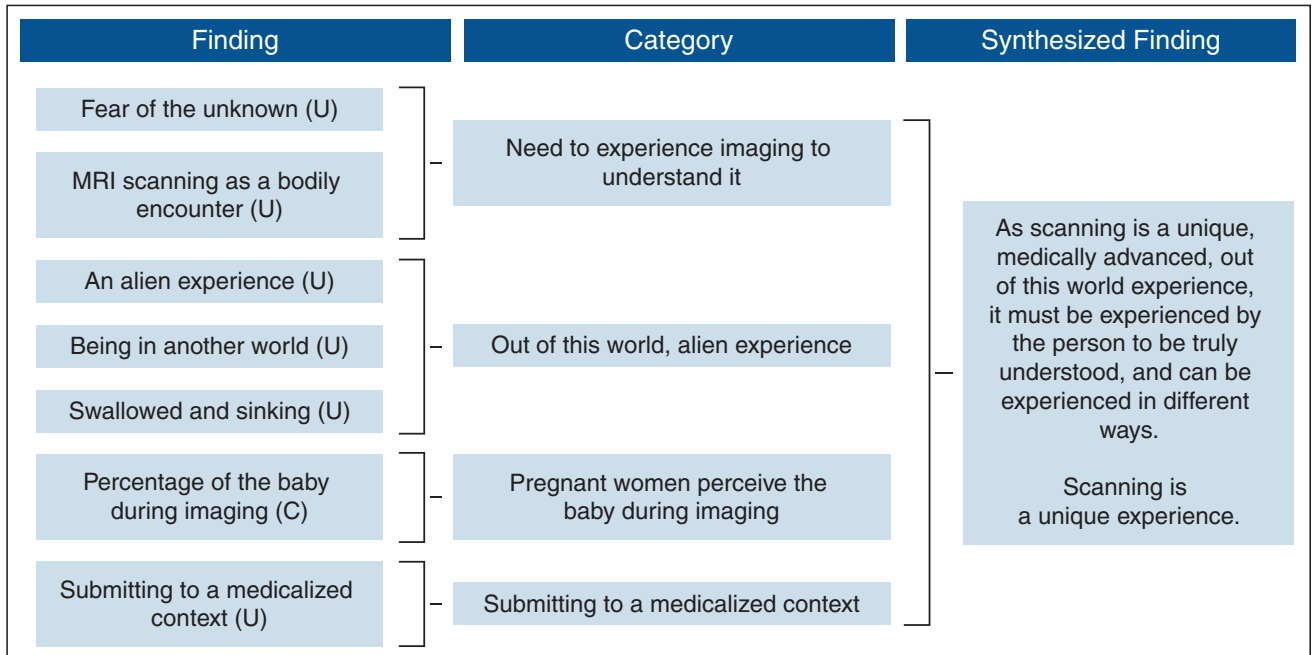 Finding
Category
Synthesized Finding
Fear of the unknown (U)
MRI scanning as a bodily
encounter (U)
Need to experience imaging to
understand it
An alien experience (U)
Being in another world (U)
Swallowed and sinking (U)
Out of this world, alien experience
Percentage of the baby
during imaging (C)
Pregnant women perceive the
baby during imaging
Submitting to a medicalized
context (U)
Submitting to a medicalized context
As scanning is a unique,
medically advanced, out
of this world experience,
it must be experienced by
the person to be truly
understood, and can be
experienced in different
ways.
Scanning is
a unique experience.